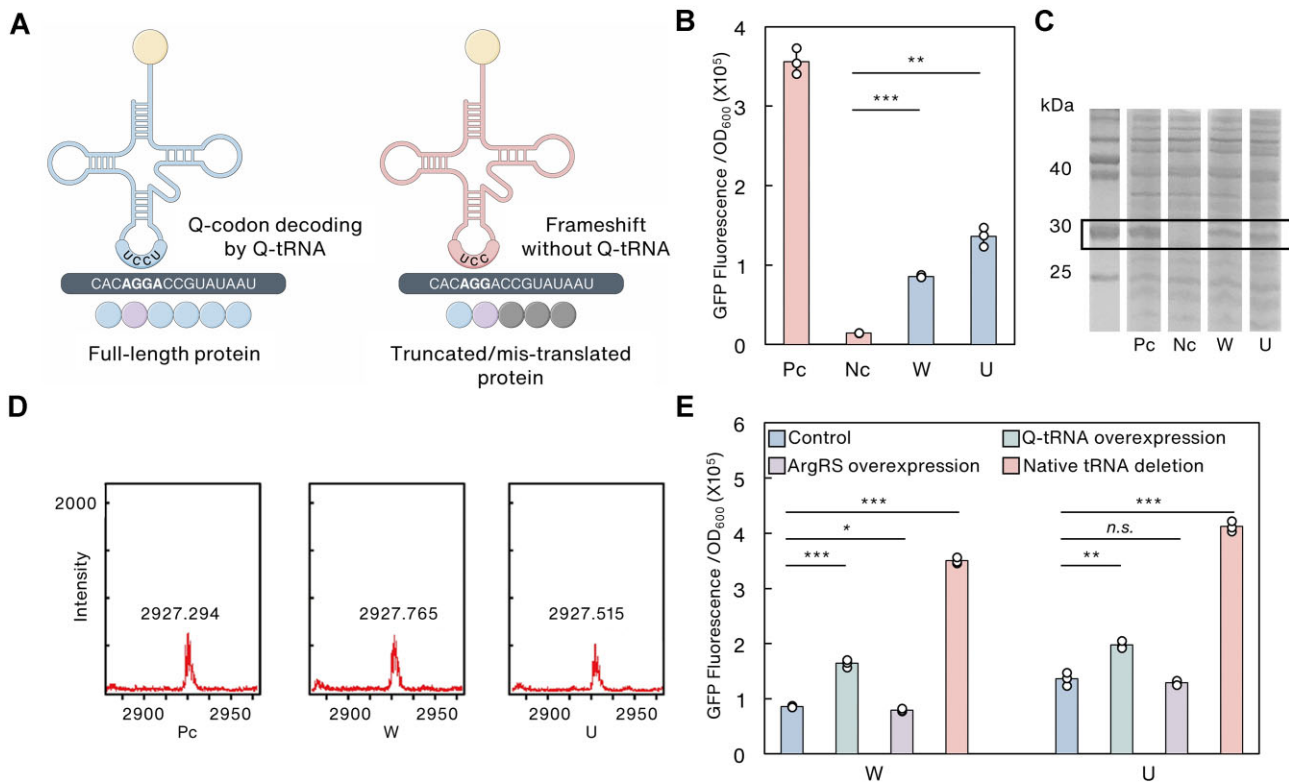 A
UCCU
Q-codon decoding
by Q-tRNA
CACAGGACCGUAUAAU
Full-length protein
UCC
Frameshift
without Q-tRNA
CACAGGACCGUAUAAU
Truncated/mis-translated
protein
B
GFP Fluorescence /OD600 (X10⁵)
4
3
2
1
0
**
***
Pc Nc W U
C
kDa
40
30
25
Pc Nc W U
D
Intensity
2000
2927.294
2900 2950
Pc
2927.765
2900 2950
W
2927.515
2900 2950
U
E
GFP Fluorescence /OD600 (X10⁵)
6
5
4
3
2
1
0
Control
Q-tRNA overexpression
ArgRS overexpression
Native tRNA deletion
***
*
***
***
n.s.
**
W U